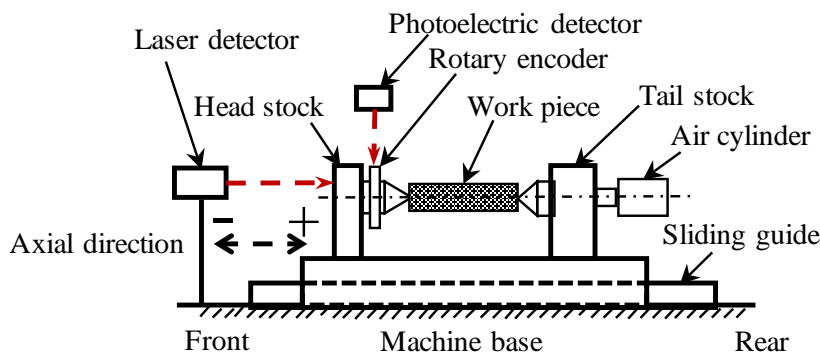 Photoelectric detector
Laser detector
Rotary encoder
Head stock
Work piece
Tail stock
Air cylinder
− +
Axial direction
Sliding guide
Front
Machine base
Rear